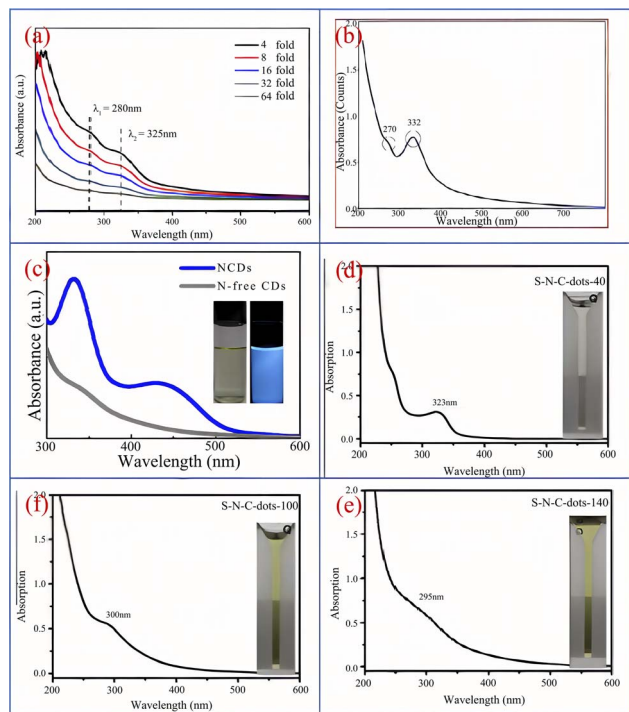 (a)
4 fold
8 fold
16 fold
32 fold
64 fold
λ1 = 280nm
λ2 = 325nm
Absorbance (a.u.)
200 300 400 500 600
Wavelength (nm)
(b)
2.0
1.5
1.0
0.5
0.0
270
332
Absorbance (Counts)
200 300 400 500 600 700
Wavelength (nm)
(c)
NCDs
N-free CDs
Absorbance (a.u.)
300 400 500 600
Wavelength (nm)
(d)
S-N-C-dots-40
2.0
1.5
1.0
0.5
0.0
323nm
Absorption
200 300 400 500 600
Wavelength (nm)
(f)
S-N-C-dots-100
2.0
1.5
1.0
0.5
0.0
300nm
Absorption
200 300 400 500 600
Wavelength (nm)
(e)
S-N-C-dots-140
2.0
1.5
1.0
0.5
0.0
295nm
Absorption
200 300 400 500 600
Wavelength (nm)